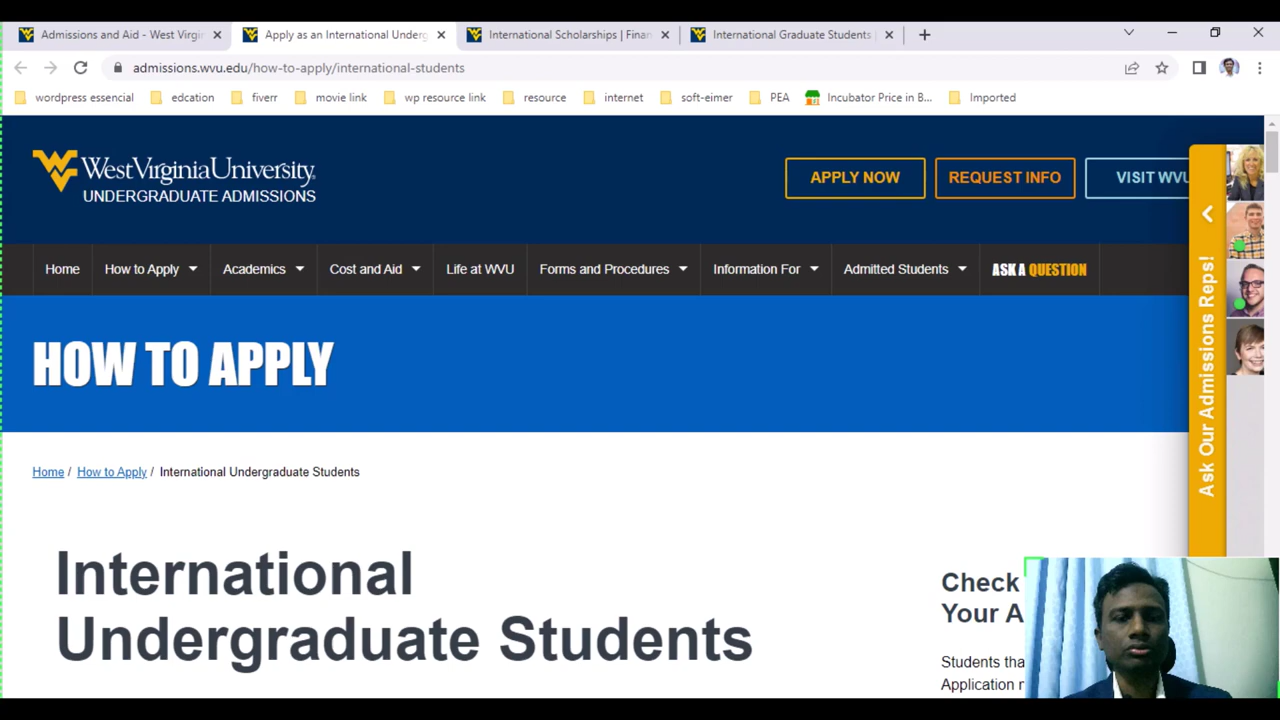 Admissions and Aid - West Virgin
Apply as an International Underg
International Scholarships | Finan
International Graduate Students |
admissions.wvu.edu/how-to-apply/international-students
wordpress essencial
edcation
fiverr
movie link
wp resource link
resource
internet
soft-eimer
PEA
Incubator Price in B...
Imported
WestVirginiaUniversity.
UNDERGRADUATE ADMISSIONS
APPLY NOW
REQUEST INFO
VISIT WVU
Home
How to Apply
Academics
Cost and Aid
Life at WVU
Forms and Procedures
Information For
Admitted Students
ASK A QUESTION
Ask Our Admissions Reps!
HOW TO APPLY
Home / How to Apply / International Undergraduate Students
International
Undergraduate Students
Check
Your A
Students tha
Application